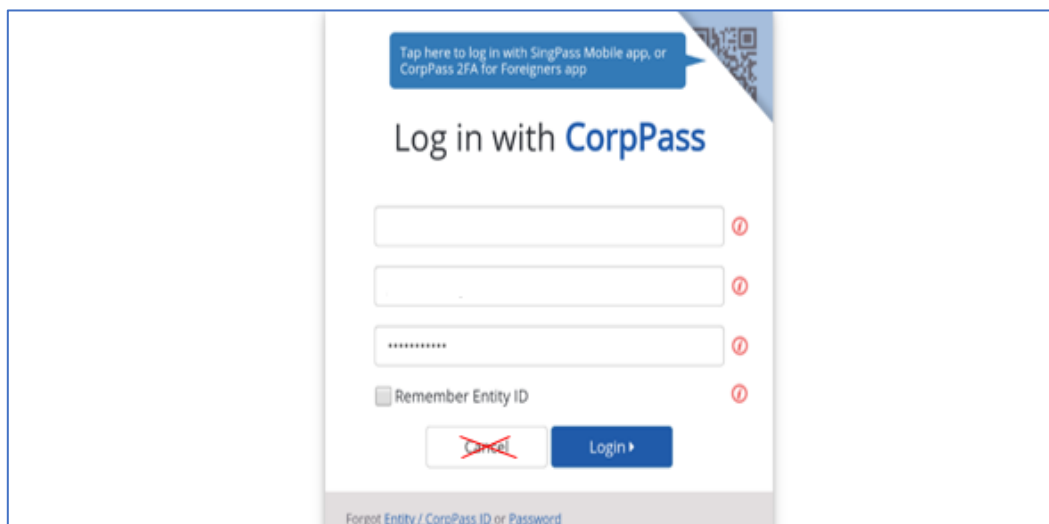 Tap here to log in with SingPass Mobile app, or
CorpPass 2FA for Foreigners app
Log in with CorpPass
•••••••••••
Remember Entity ID
Cancel
Login
Forgot Entity / CorpPass ID or Password